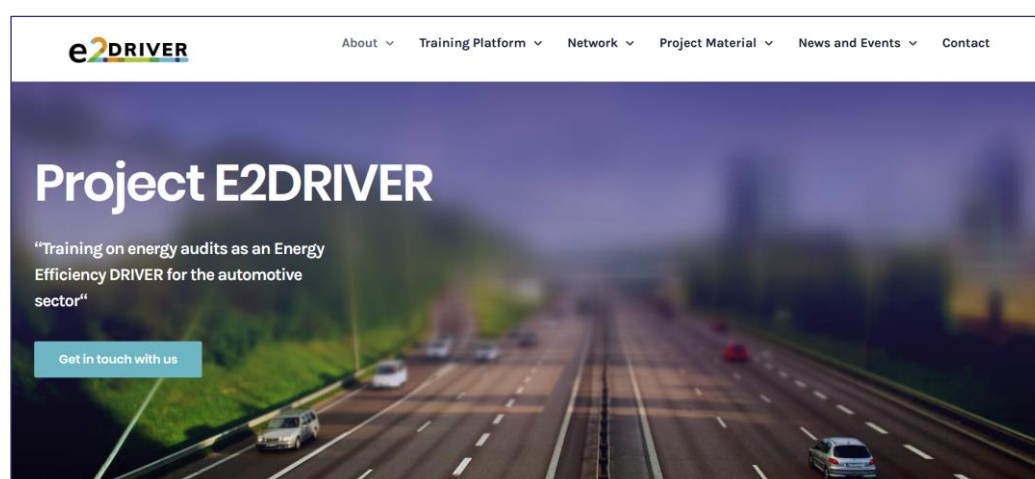 e2DRIVER
About Training Platform Network Project Material News and Events Contact
Project E2DRIVER
“Training on energy audits as an Energy
Efficiency DRIVER for the automotive
sector“
Get in touch with us